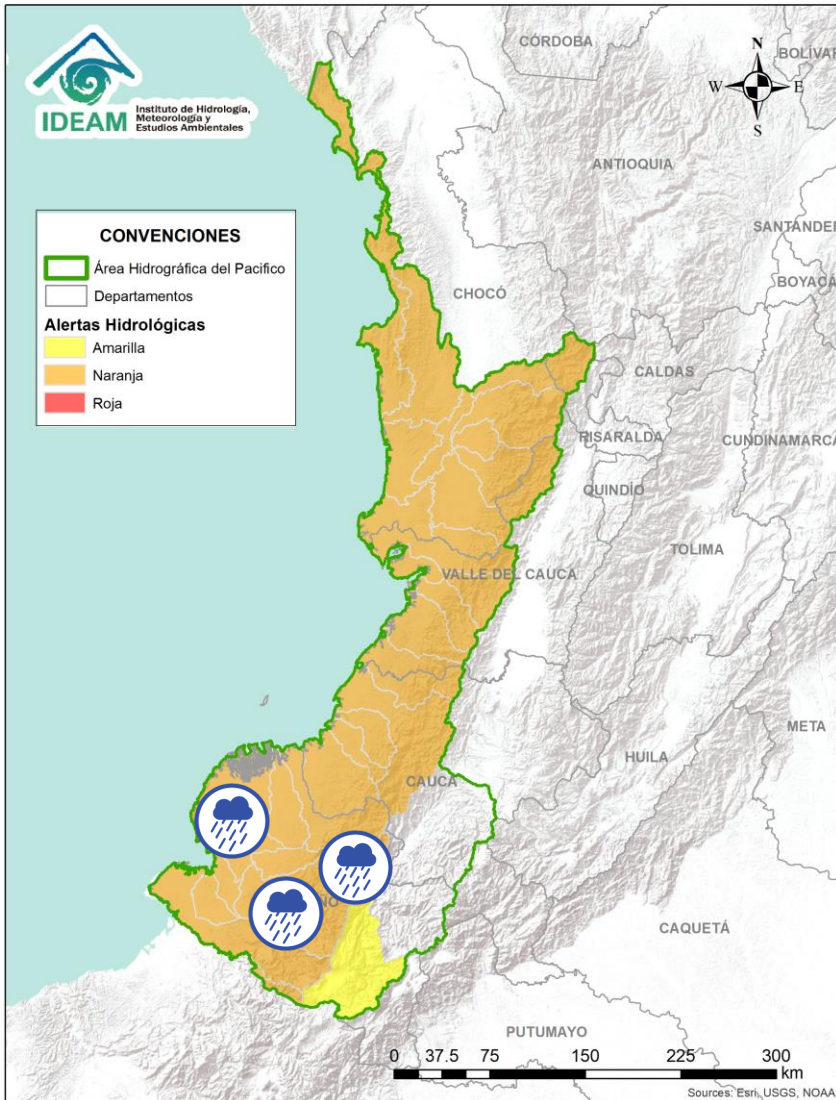 IDEAM
Instituto de Hidrología,
Meteorología y
Estudios Ambientales
CÓRDOBA
BOLÍVAR
N
W
E
S
ANTIOQUIA
CONVENCIONES
Área Hidrográfica del Pacifico
Departamentos
Alertas Hidrológicas
Amarilla
Naranja
Roja
SANTANDER
BOYACÁ
CHOCÓ
CALDAS
RISARALDA
CUNDINAMARCA
QUINDÍO
TOLIMA
VALLE DEL CAUCA
META
HUILA
CAUCA
ÑO
CAQUETÁ
PUTUMAYO
0 37.5 75 150 225 300
km
Sources: Esri, USGS, NOAA